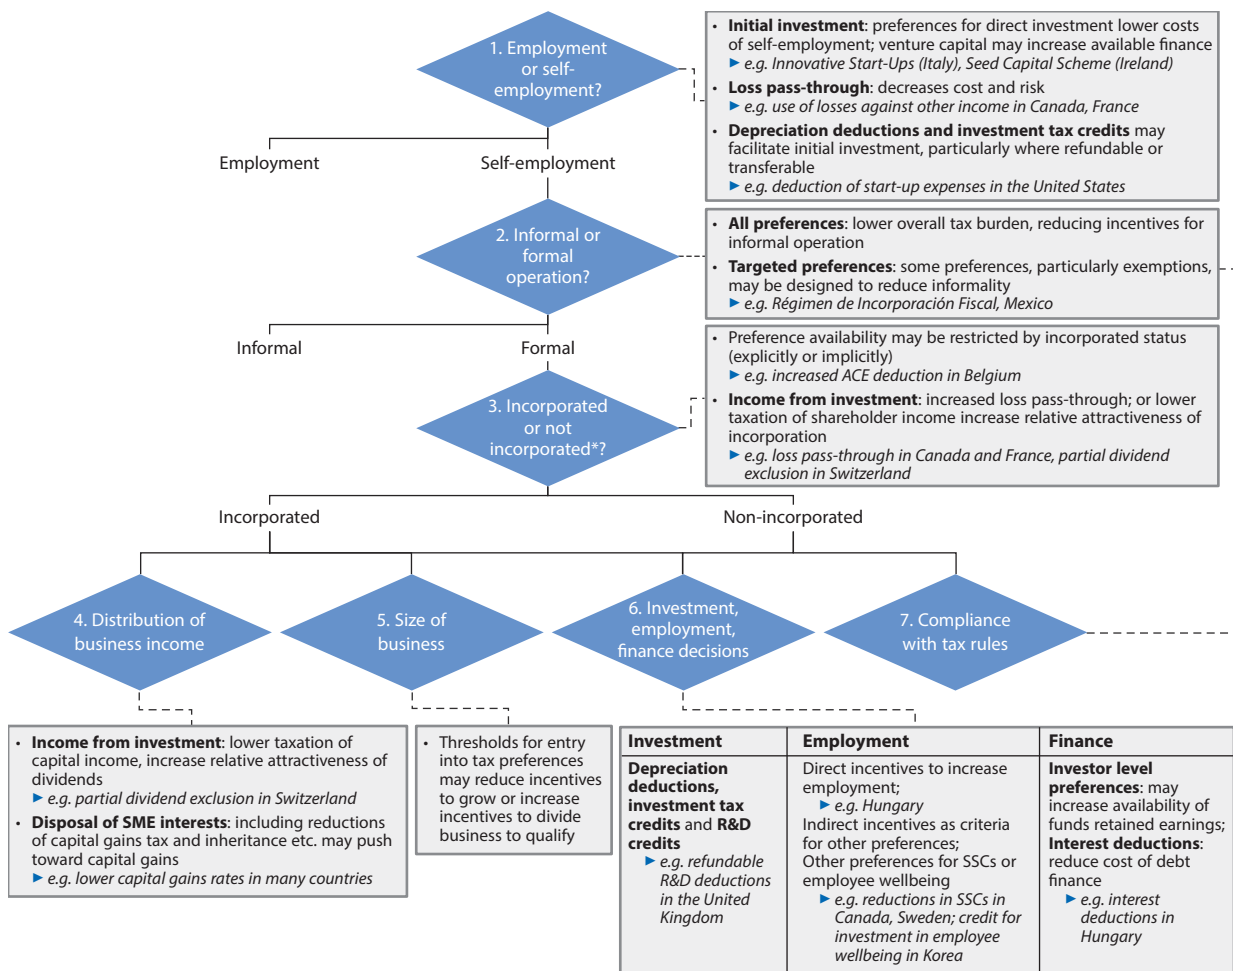 1. Employment
or self-
employment?
• Initial investment: preferences for direct investment lower costs
of self-employment; venture capital may increase available finance
► e.g. Innovative Start-Ups (Italy), Seed Capital Scheme (Ireland)
• Loss pass-through: decreases cost and risk
► e.g. use of losses against other income in Canada, France
• Depreciation deductions and investment tax credits may
facilitate initial investment, particularly where refundable or
transferable
► e.g. deduction of start-up expenses in the United States
Employment
Self-employment
2. Informal or
formal
operation?
• All preferences: lower overall tax burden, reducing incentives for
informal operation
• Targeted preferences: some preferences, particularly exemptions,
may be designed to reduce informality
► e.g. Régimen de Incorporación Fiscal, Mexico
Informal
Formal
3. Incorporated
or not
incorporated*?
• Preference availability may be restricted by incorporated status
(explicitly or implicitly)
► e.g. increased ACE deduction in Belgium
• Income from investment: increased loss pass-through; or lower
taxation of shareholder income increase relative attractiveness of
incorporation
► e.g. loss pass-through in Canada and France, partial dividend
exclusion in Switzerland
Incorporated
Non-incorporated
4. Distribution of
business income
5. Size of
business
6. Investment,
employment,
finance decisions
7. Compliance
with tax rules
• Income from investment: lower taxation of
capital income, increase relative attractiveness of
dividends
► e.g. partial dividend exclusion in Switzerland
• Disposal of SME interests: including reductions
of capital gains tax and inheritance etc. may push
toward capital gains
► e.g. lower capital gains rates in many countries
• Thresholds for entry
into tax preferences
may reduce incentives
to grow or increase
incentives to divide
business to qualify
Investment
Depreciation
deductions,
investment tax
credits and R&D
credits
► e.g. refundable
R&D deductions
in the United
Kingdom
Employment
Direct incentives to increase
employment;
► e.g. Hungary
Indirect incentives as criteria
for other preferences;
Other preferences for SSCs or
employee wellbeing
► e.g. reductions in SSCs in
Canada, Sweden; credit for
investment in employee
wellbeing in Korea
Finance
Investor level
preferences: may
increase availability of
funds retained earnings;
Interest deductions:
reduce cost of debt
finance
► e.g. interest
deductions in
Hungary